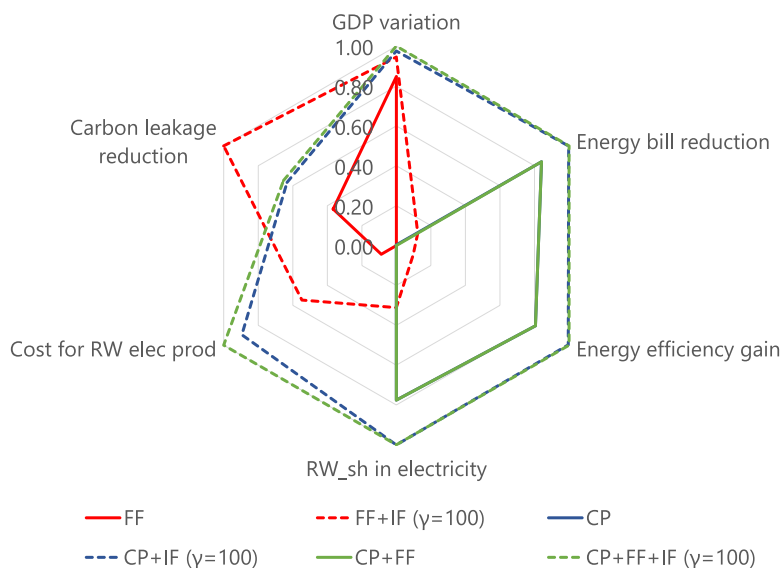 GDP variation
1.00
0.80
0.60
0.40
0.20
0.00
Carbon leakage
reduction
Energy bill reduction
Cost for RW elec prod
Energy efficiency gain
RW_sh in electricity
FF
FF+IF (γ=100)
CP
CP+IF (γ=100)
CP+FF
CP+FF+IF (γ=100)